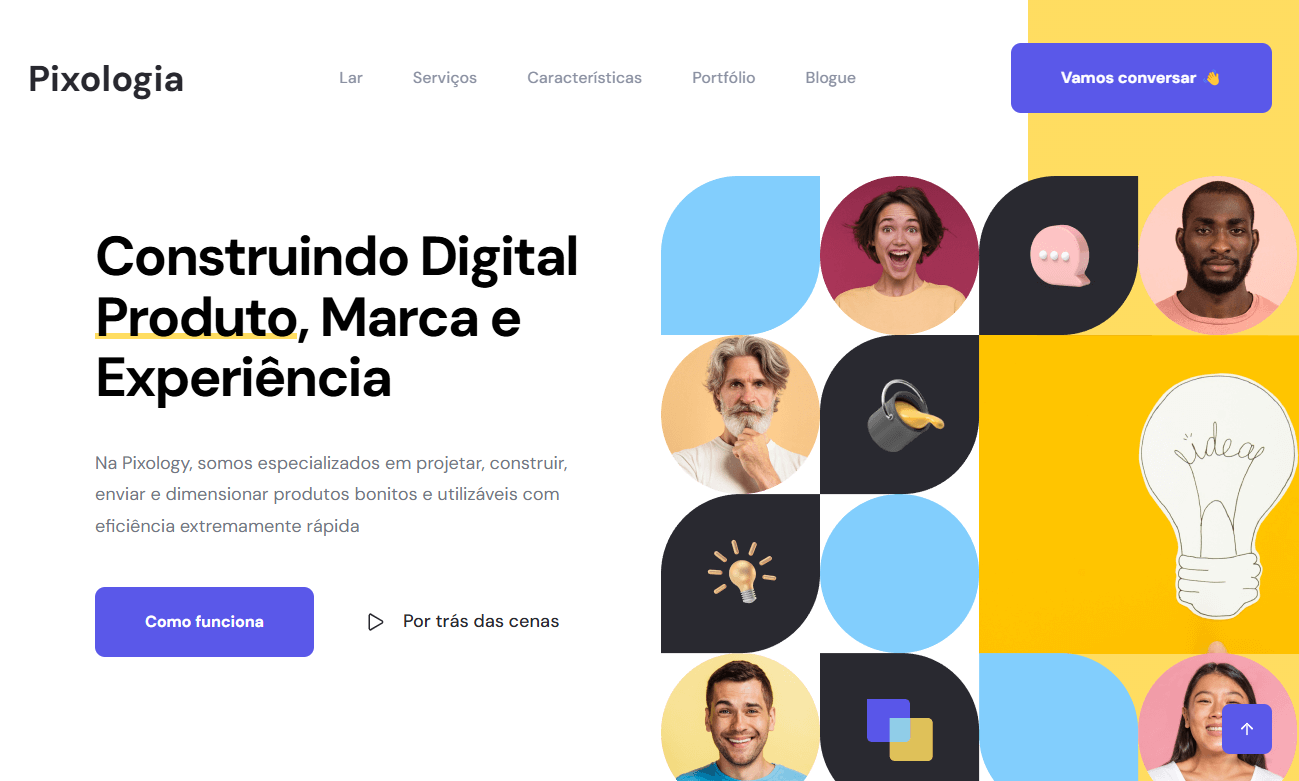 Pixologia
Lar
Serviços
Características
Portfólio
Blogue
Vamos conversar 👋
Construindo Digital
Produto, Marca e
Experiência
Na Pixology, somos especializados em projetar, construir,
enviar e dimensionar produtos bonitos e utilizáveis com
eficiência extremamente rápida
Como funciona
Por trás das cenas
idea